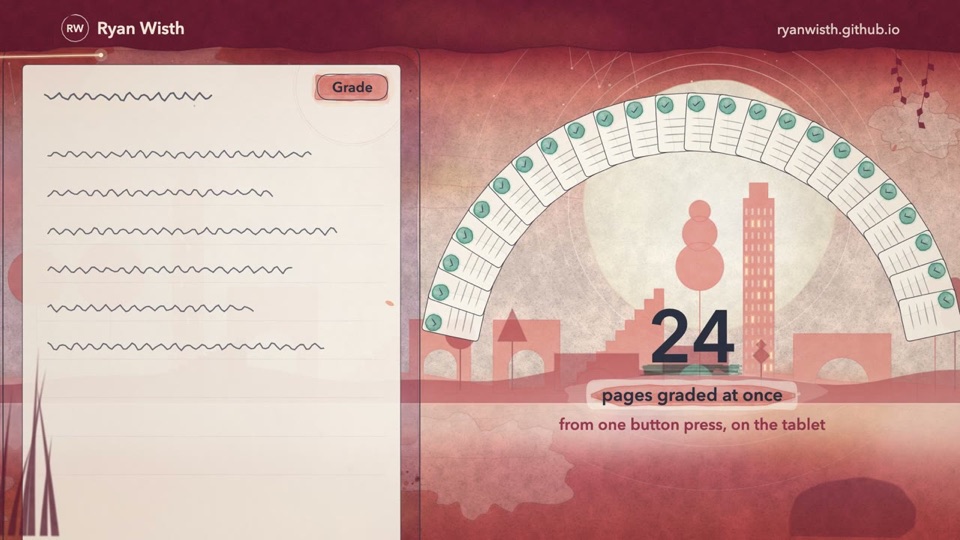 RW
Ryan Wisth
ryanwisth.github.io
Grade
24
pages graded at once
from one button press, on the tablet